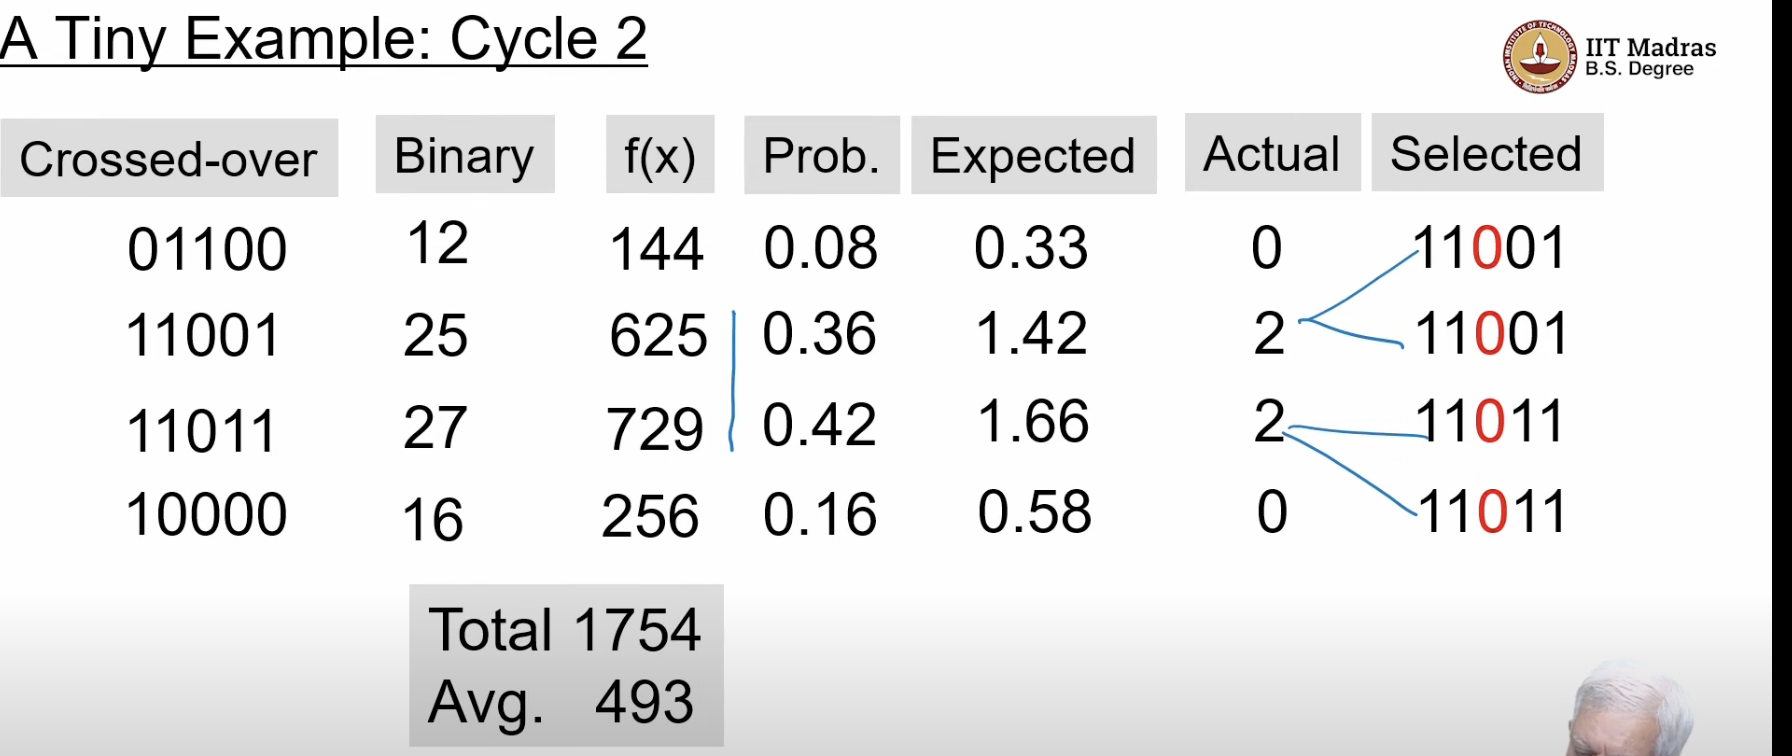 A Tiny Example: Cycle 2
IIT Madras
B.S. Degree
Crossed-over Binary f(x) Prob. Expected Actual Selected
01100 12 144 0.08 0.33 0 11001
11001 25 625 0.36 1.42 2 11001
11011 27 729 0.42 1.66 2 11011
10000 16 256 0.16 0.58 0 11011
Total 1754
Avg. 493